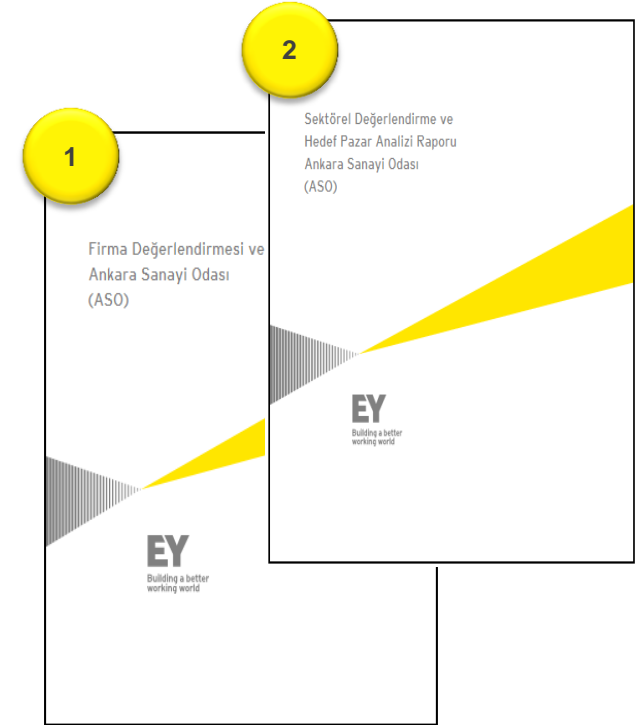 1
Firma Değerlendirmesi ve
Ankara Sanayi Odası
(ASO)
EY
Building a better
working world
2
Sektörel Değerlendirme ve
Hedef Pazar Analizi Raporu
Ankara Sanayi Odası
(ASO)
EY
Building a better
working world